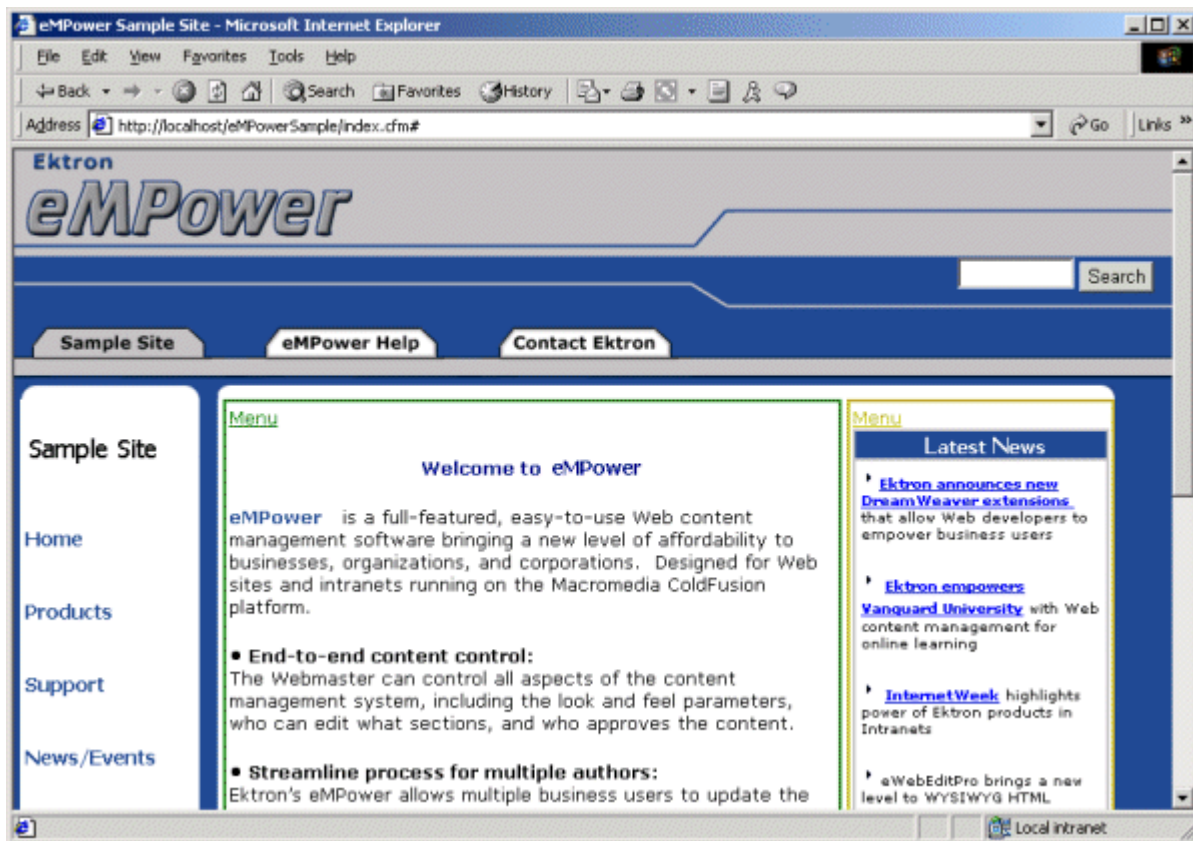 eMPower Sample Site - Microsoft Internet Explorer
File Edit View Favorites Tools Help
Back Search Favorites History
Address http://localhost/eMPowerSample/index.cfm# Go Links »
Ektron
eMPower
Search
Sample Site eMPower Help Contact Ektron
Sample Site
Home
Products
Support
News/Events
Menu
Welcome to eMPower
eMPower is a full-featured, easy-to-use Web content
management software bringing a new level of affordability to
businesses, organizations, and corporations. Designed for Web
sites and intranets running on the Macromedia ColdFusion
platform.
• End-to-end content control:
The Webmaster can control all aspects of the content
management system, including the look and feel parameters,
who can edit what sections, and who approves the content.
• Streamline process for multiple authors:
Ektron's eMPower allows multiple business users to update the
Menu
Latest News
Ektron announces new
DreamWeaver extensions
that allow Web developers to
empower business users
Ektron empowers
Vanguard University with Web
content management for
online learning
InternetWeek highlights
power of Ektron products in
Intranets
eWebEditPro brings a new
level to WYSIWYG HTML
Local intranet